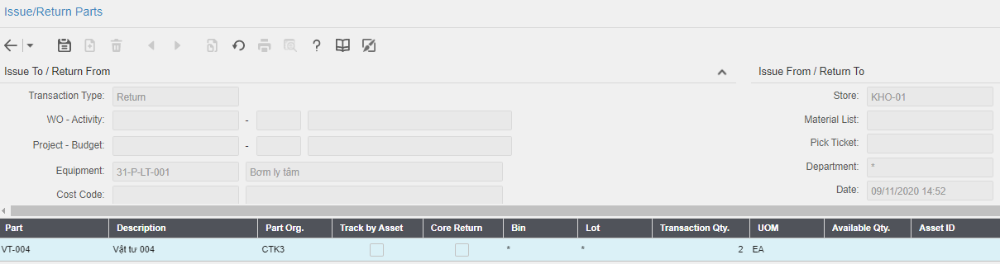 Issue/Return Parts
Issue To / Return From
Issue From / Return To
Transaction Type: Return
Store: KHO-01
WO - Activity: -
Material List:
Project - Budget: -
Pick Ticket:
Equipment: 31-P-LT-001 Bơm ly tâm
Department: *
Cost Code:
Date: 09/11/2020 14:52
Part Description Part Org. Track by Asset Core Return Bin Lot Transaction Qty. UOM Available Qty. Asset ID
VT-004 Vật tư 004 CTK3 * * 2 EA